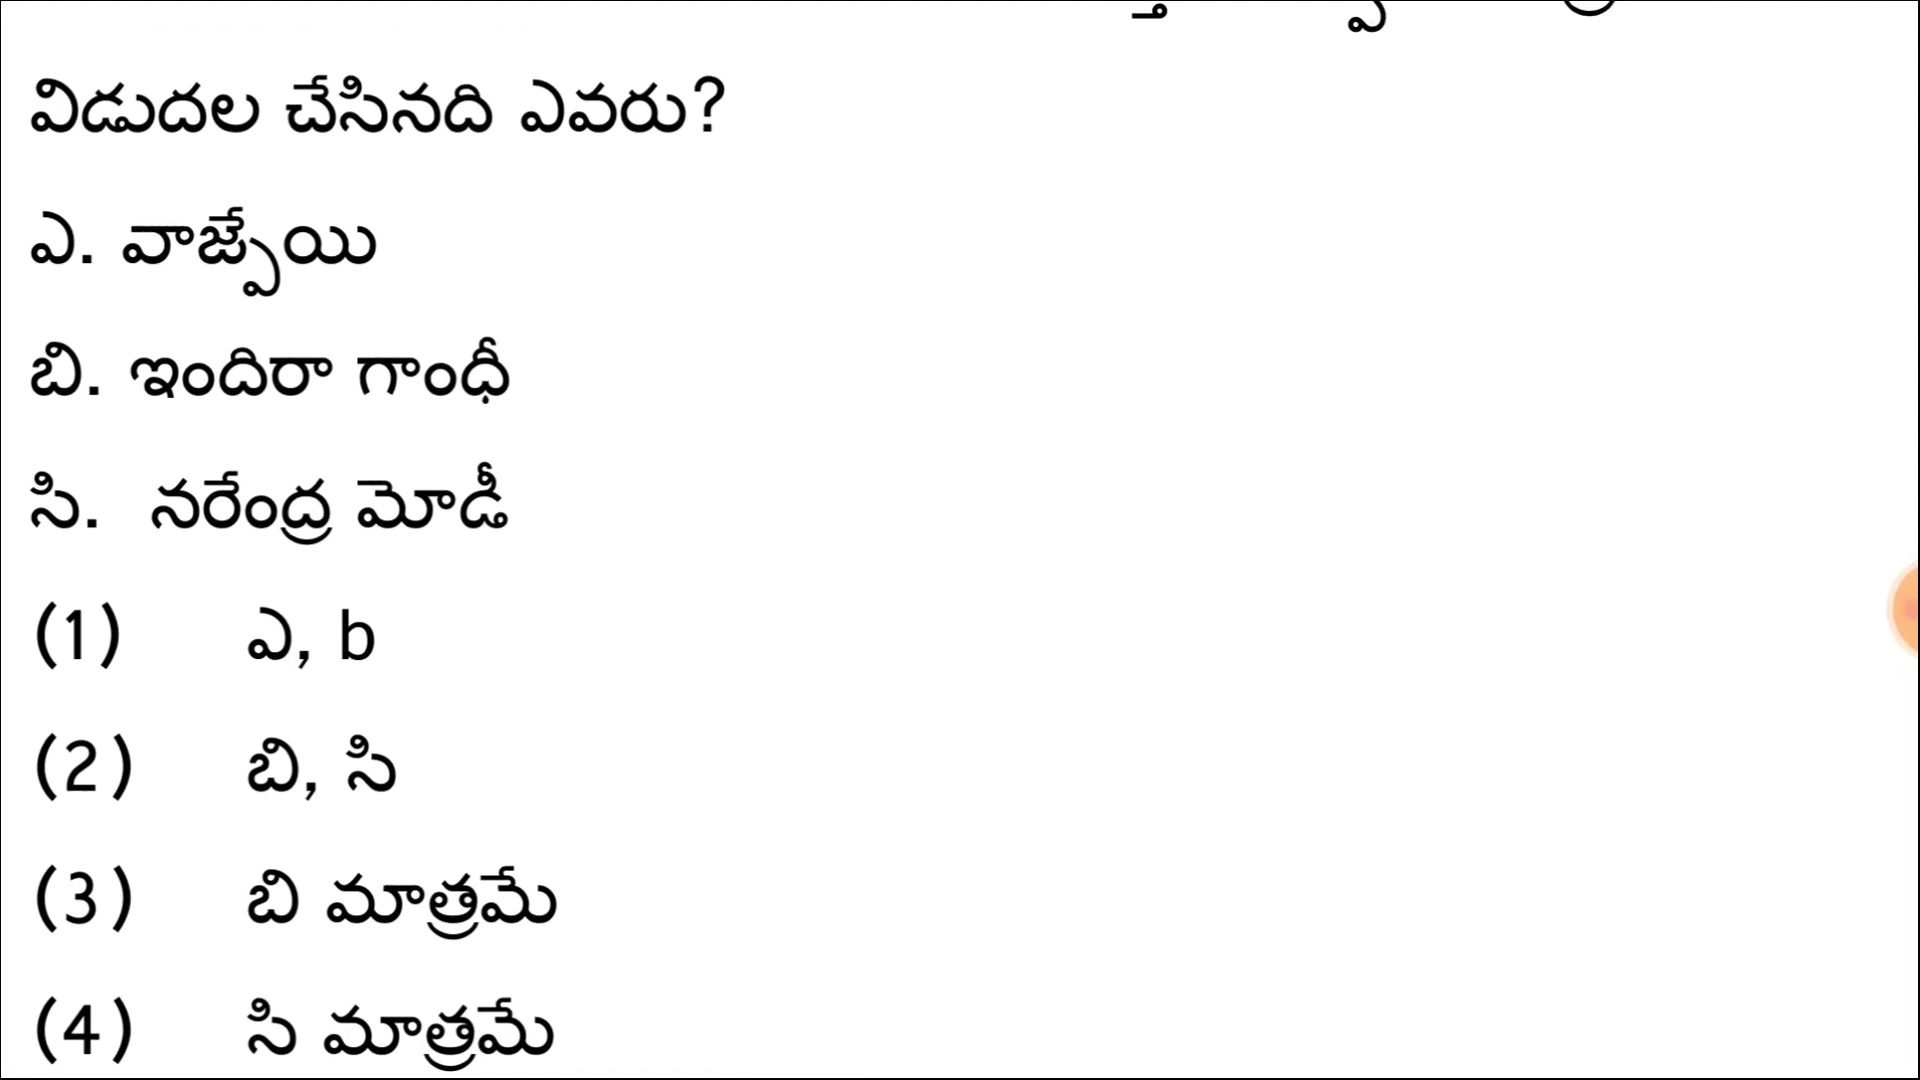 విడుదల చేసినది ఎవరు?
ఎ. వాజ్పేయి
బి. ఇందిరా గాంధీ
సి. నరేంద్ర మోడీ
(1) ఎ, b
(2) బి, సి
(3) బి మాత్రమే
(4) సి మాత్రమే